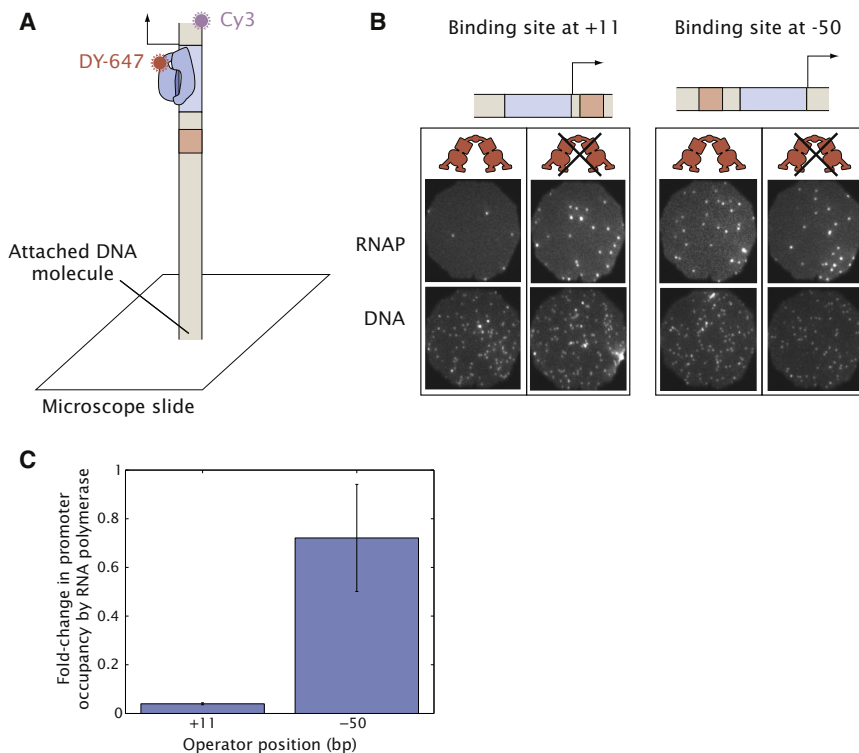 A
Cy3
DY-647
Attached DNA
molecule
Microscope slide
B
Binding site at +11
Binding site at -50
RNAP
DNA
C
Fold-change in promoter
occupancy by RNA polymerase
1
0.8
0.6
0.4
0.2
0
+11
−50
Operator position (bp)